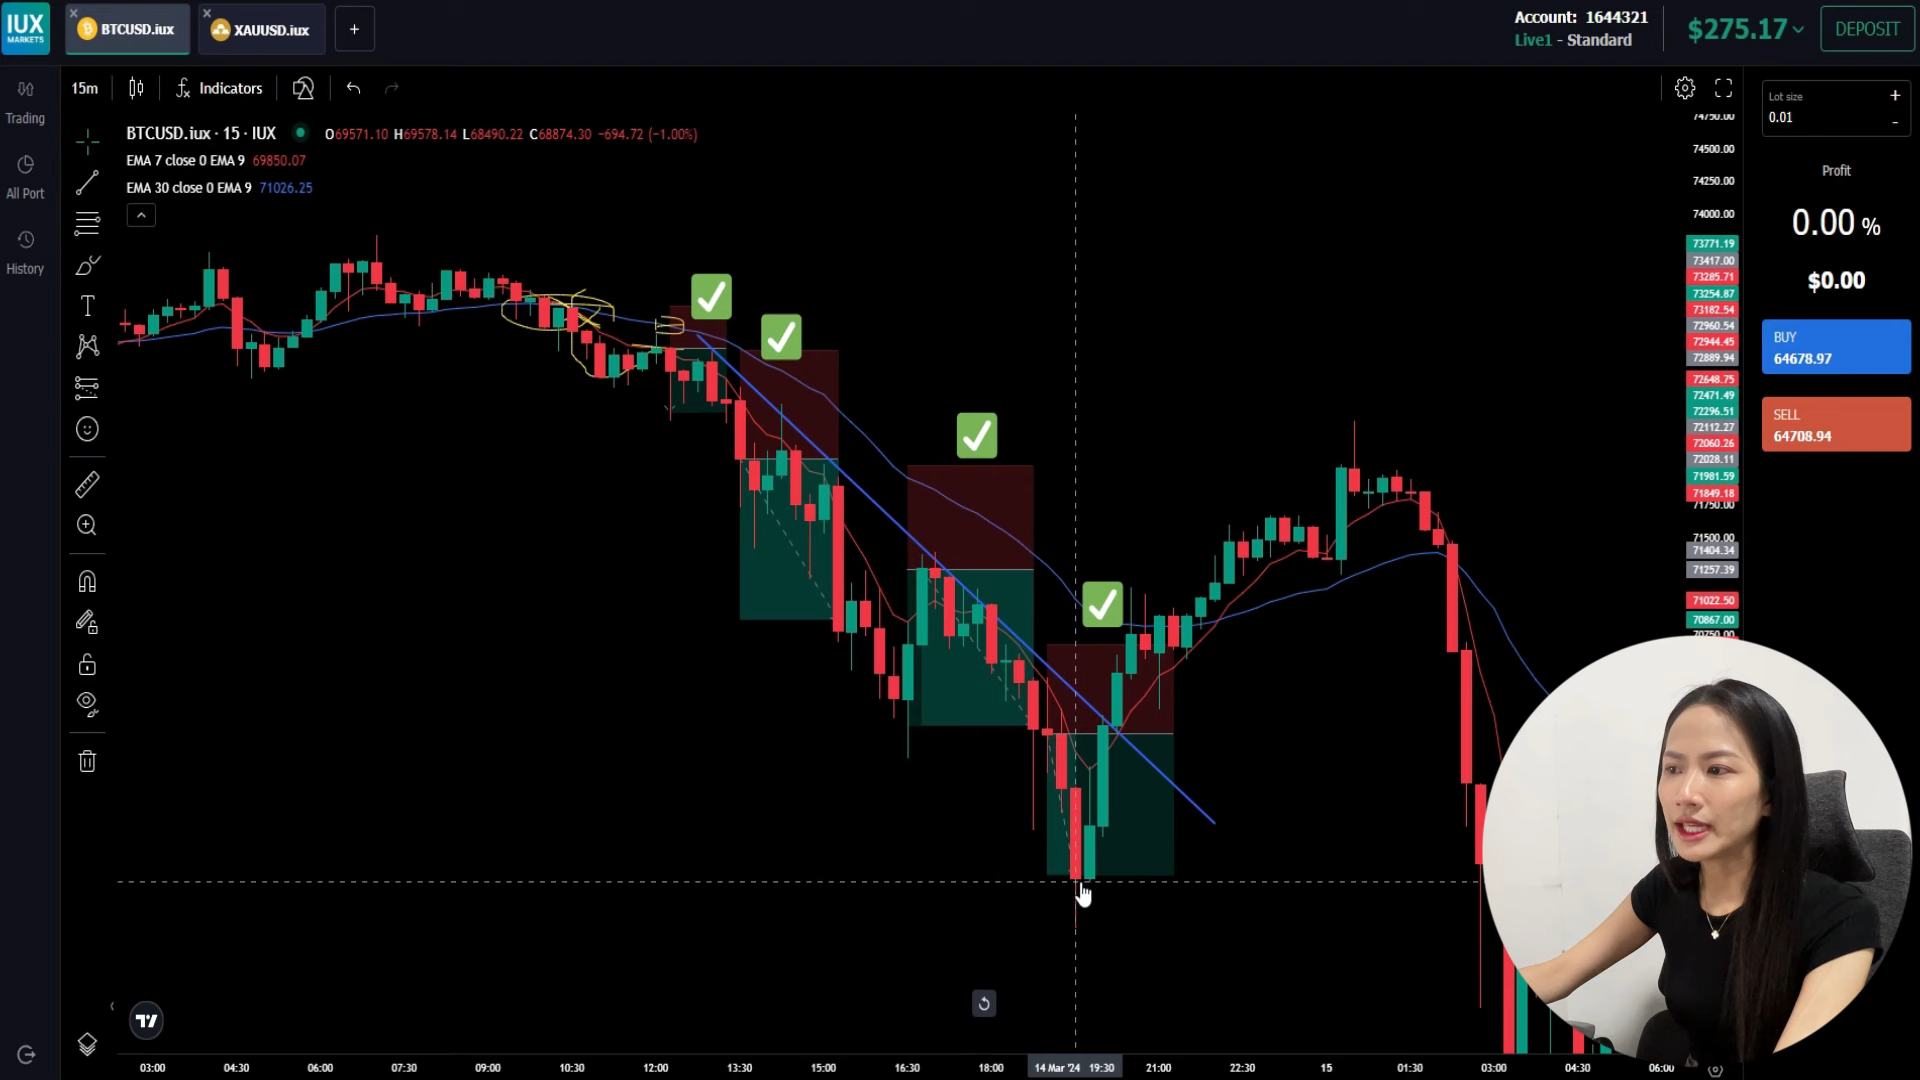 IUX
MARKETS
BTCUSD.iux
XAUUSD.iux
+
Account: 1644321
Live1 - Standard
$275.17
DEPOSIT
Trading
All Port
History
15m
Indicators
BTCUSD.iux · 15 · IUX
O69571.10 H69578.14 L68490.22 C68874.30 -694.72 (-1.00%)
EMA 7 close 0 EMA 9 69850.07
EMA 30 close 0 EMA 9 71026.25
Lot size
0.01
+
-
Profit
0.00 %
$0.00
BUY
64678.97
SELL
64708.94
74750.00
74500.00
74250.00
74000.00
73771.19
73417.00
73285.71
73254.87
73182.54
72960.54
72944.45
72889.94
72648.75
72471.49
72296.51
72112.27
72060.26
72028.11
71981.59
71849.18
71750.00
71500.00
71404.34
71257.39
71022.50
70867.00
70750.00
03:00 04:30 06:00 07:30 09:00 10:30 12:00 13:30 15:00 16:30 18:00 14 Mar '24 19:30 21:00 22:30 15 01:30 03:00 04:30 06:00